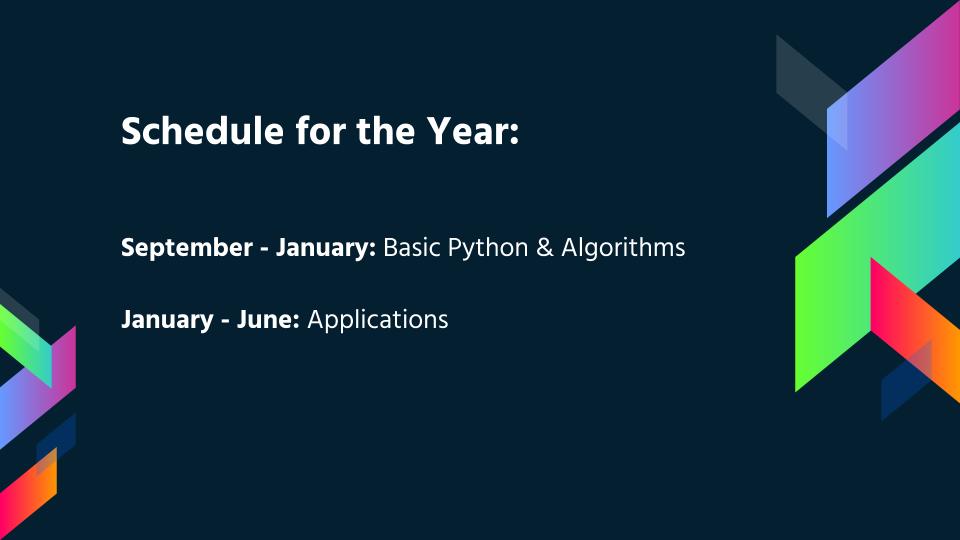 Schedule for the Year:
September - January: Basic Python & Algorithms
January - June: Applications